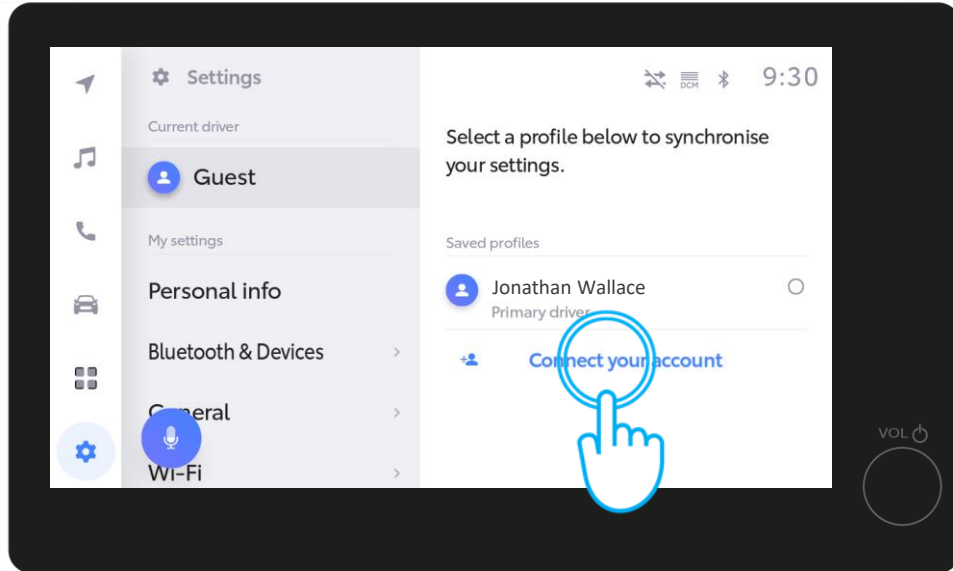 Settings
9:30
DCM
Current driver
Guest
My settings
Personal info
Bluetooth & Devices
General
Wi-Fi
Select a profile below to synchronise
your settings.
Saved profiles
Jonathan Wallace
Primary driver
Connect your account
VOL